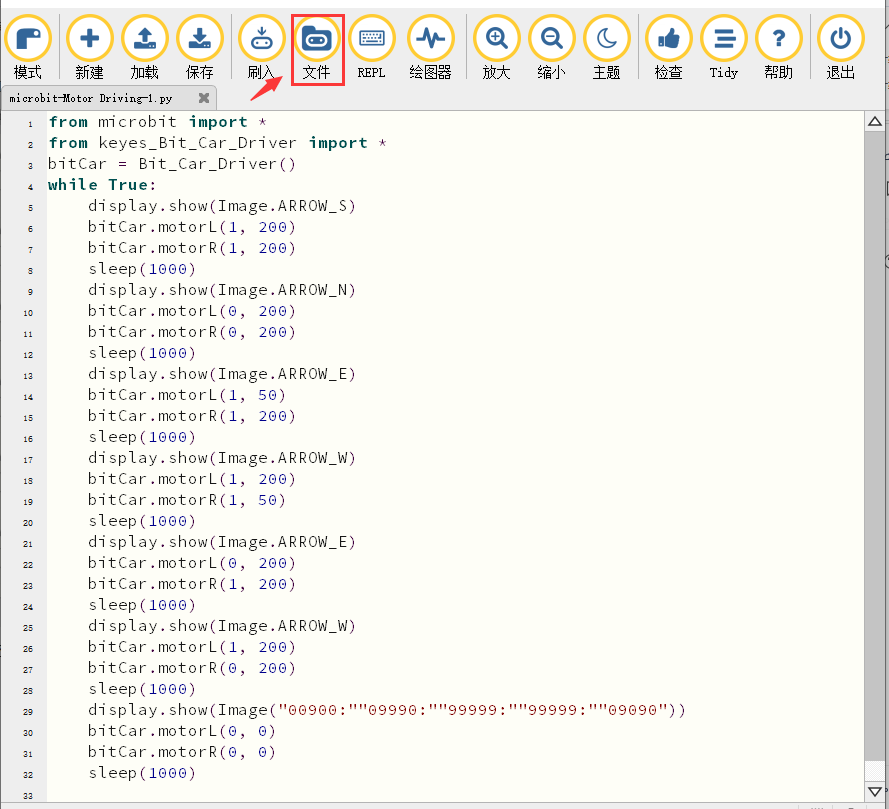 模式 新建 加载 保存 刷入 文件 REPL 绘图器 放大 缩小 主题 检查 Tidy 帮助 退出
microbit-Motor Driving-1.py
1 from microbit import *
2 from keyes_Bit_Car_Driver import *
3 bitCar = Bit_Car_Driver()
4 while True:
5 display.show(Image.ARROW_S)
6 bitCar.motorL(1, 200)
7 bitCar.motorR(1, 200)
8 sleep(1000)
9 display.show(Image.ARROW_N)
10 bitCar.motorL(0, 200)
11 bitCar.motorR(0, 200)
12 sleep(1000)
13 display.show(Image.ARROW_E)
14 bitCar.motorL(1, 50)
15 bitCar.motorR(1, 200)
16 sleep(1000)
17 display.show(Image.ARROW_W)
18 bitCar.motorL(1, 200)
19 bitCar.motorR(1, 50)
20 sleep(1000)
21 display.show(Image.ARROW_E)
22 bitCar.motorL(0, 200)
23 bitCar.motorR(1, 200)
24 sleep(1000)
25 display.show(Image.ARROW_W)
26 bitCar.motorL(1, 200)
27 bitCar.motorR(0, 200)
28 sleep(1000)
29 display.show(Image("00900:""09990:""99999:""99999:""09090"))
30 bitCar.motorL(0, 0)
31 bitCar.motorR(0, 0)
32 sleep(1000)
33